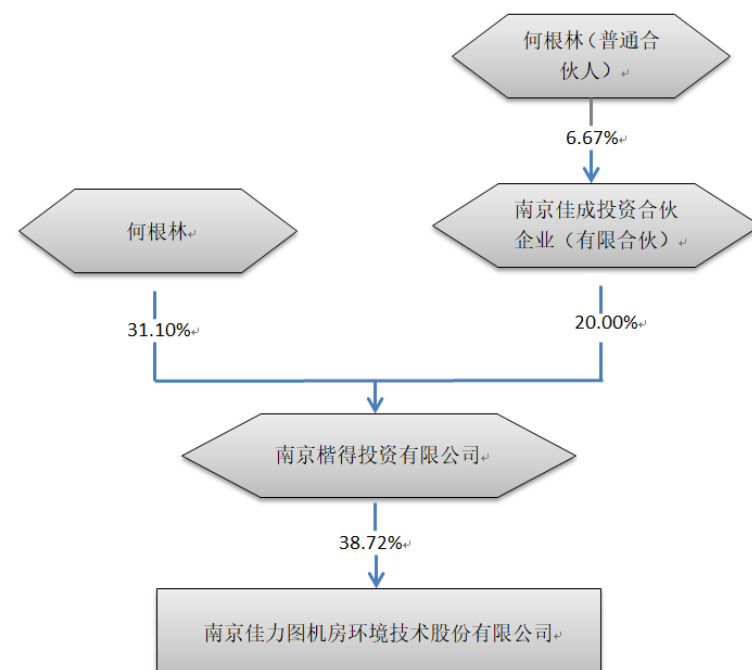 何根林（普通合
伙人）
6.67%
何根林
南京佳成投资合伙
企业（有限合伙）
31.10%
20.00%
南京楷得投资有限公司
38.72%
南京佳力图机房环境技术股份有限公司